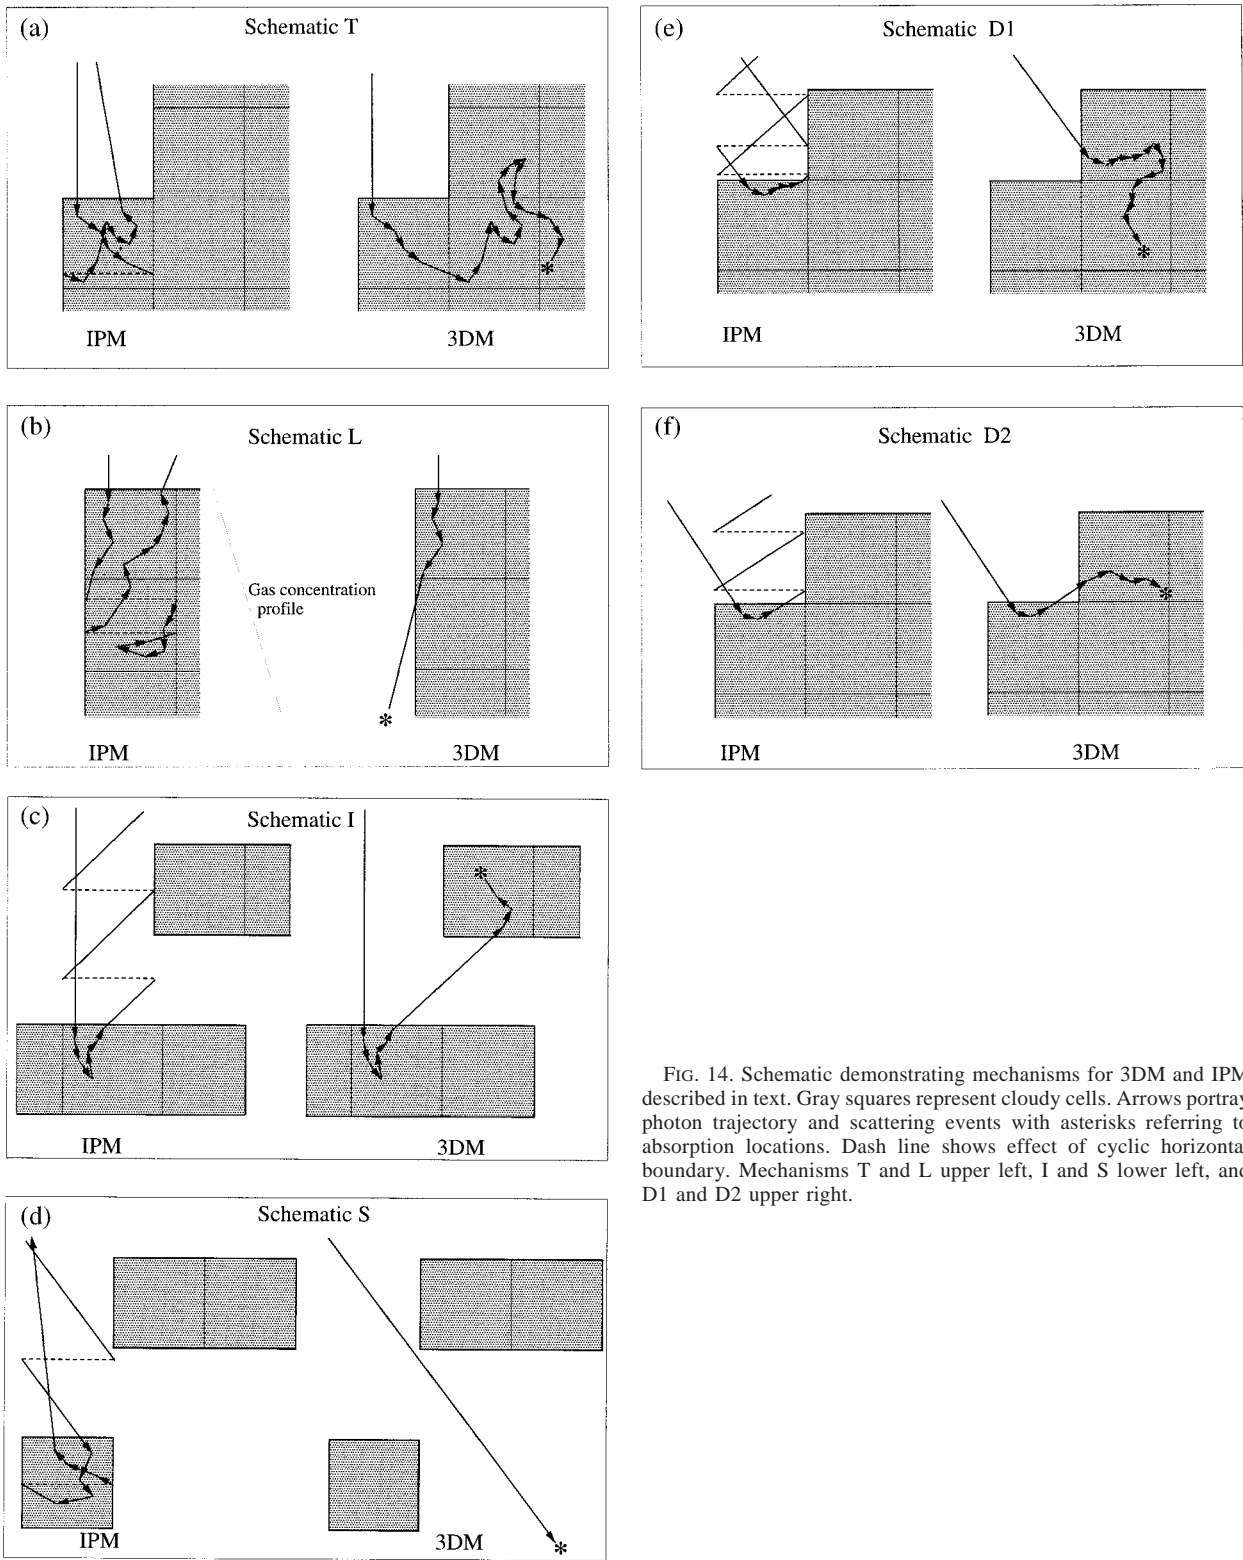 (a)
Schematic T
IPM
3DM
(b)
Schematic L
Gas concentration
profile
IPM
3DM
(c)
Schematic I
IPM
3DM
(d)
Schematic S
IPM
3DM
(e)
Schematic D1
IPM
3DM
(f)
Schematic D2
IPM
3DM
FIG. 14. Schematic demonstrating mechanisms for 3DM and IPM
described in text. Gray squares represent cloudy cells. Arrows portray
photon trajectory and scattering events with asterisks referring to
absorption locations. Dash line shows effect of cyclic horizontal
boundary. Mechanisms T and L upper left, I and S lower left, and
D1 and D2 upper right.